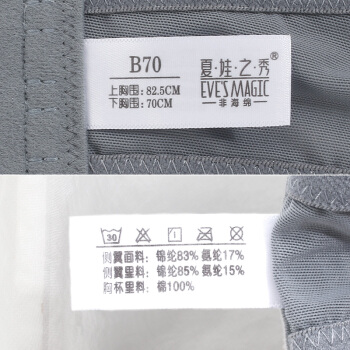 B70
上胸围:82.5CM
下胸围:70CM
夏·娃·之·秀®
EVE'S MAGIC
非海绵
30
侧翼面料:锦纶83% 氨纶17%
侧翼里料:锦纶85% 氨纶15%
胸杯里料:棉100%